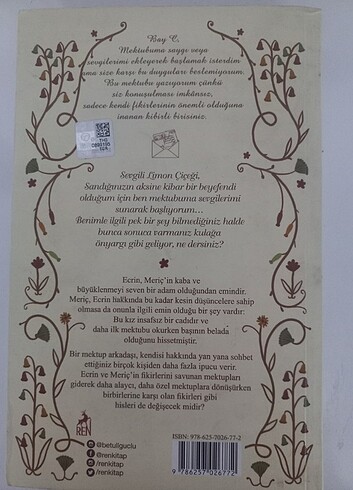 Bay C,
Mektubuma saygı veya
sevgilerimi ekleyerek başlamak isterdim
ama size karşı bu duyguları beslemiyorum.
Bu mektubu yazıyorum çünkü
siz konuşulması imkânsız,
sadece kendi fikirlerinin önemli olduğuna
inanan kibirli birisiniz.
Sevgili Limon Çiçeği,
Sandığınızın aksine kibar bir beyefendi
olduğum için ben mektubuma sevgilerimi
sunarak başlıyorum...
Benimle ilgili pek bir şey bilmediğiniz halde
bunca sonuca varmanız kulağa
önyargı gibi geliyor, ne dersiniz?
Ecrin, Meriç'in kaba ve
büyüklenmeyi seven bir adam olduğundan emindir.
Meriç, Ecrin hakkında bu kadar kesin düşüncelere sahip
olmasa da onunla ilgili emin olduğu bir şey vardır:
Bu kız insafsız bir cadıdır ve
daha ilk mektubu okurken başının belada
olduğunu hissetmiştir.
Bir mektup arkadaşı, kendisi hakkında yan yana sohbet
ettiğiniz birçok kişiden daha fazla ipucu verir.
Ecrin ve Meriç'in fikirlerini savunan mektupları
giderek daha alaycı, daha özel mektuplara dönüşürken
birbirlerine karşı olan fikirleri gibi
hisleri de değişecek midir?
REN
@betulguclu
@renkitap
/renkitap
/renkitap
ISBN: 978-625-7026-77-2
9 786257 026772